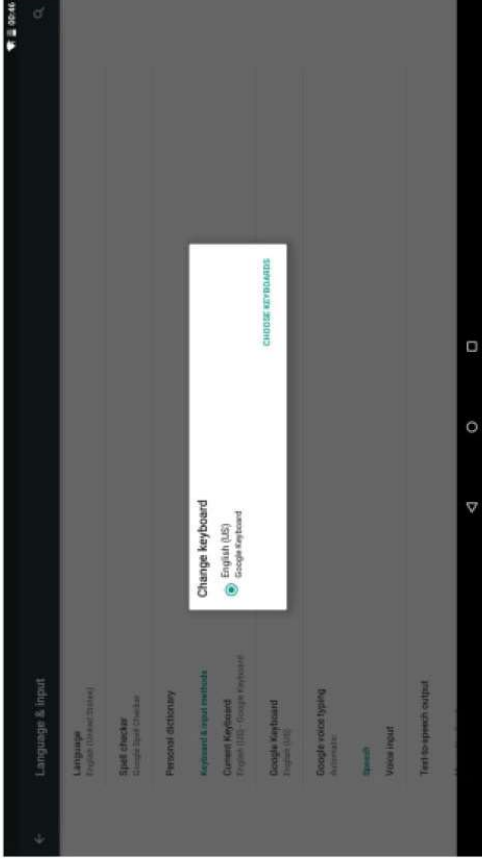 00:46
Language & input
Language
English (United States)
Spell checker
Google Spell Checker
Personal dictionary
Keyboard & input methods
Current Keyboard
English (US) - Google Keyboard
Google Keyboard
English (US)
Google voice typing
Automatic
Speech
Voice input
Text-to-speech output
Change keyboard
English (US)
Google Keyboard
CHOOSE KEYBOARDS